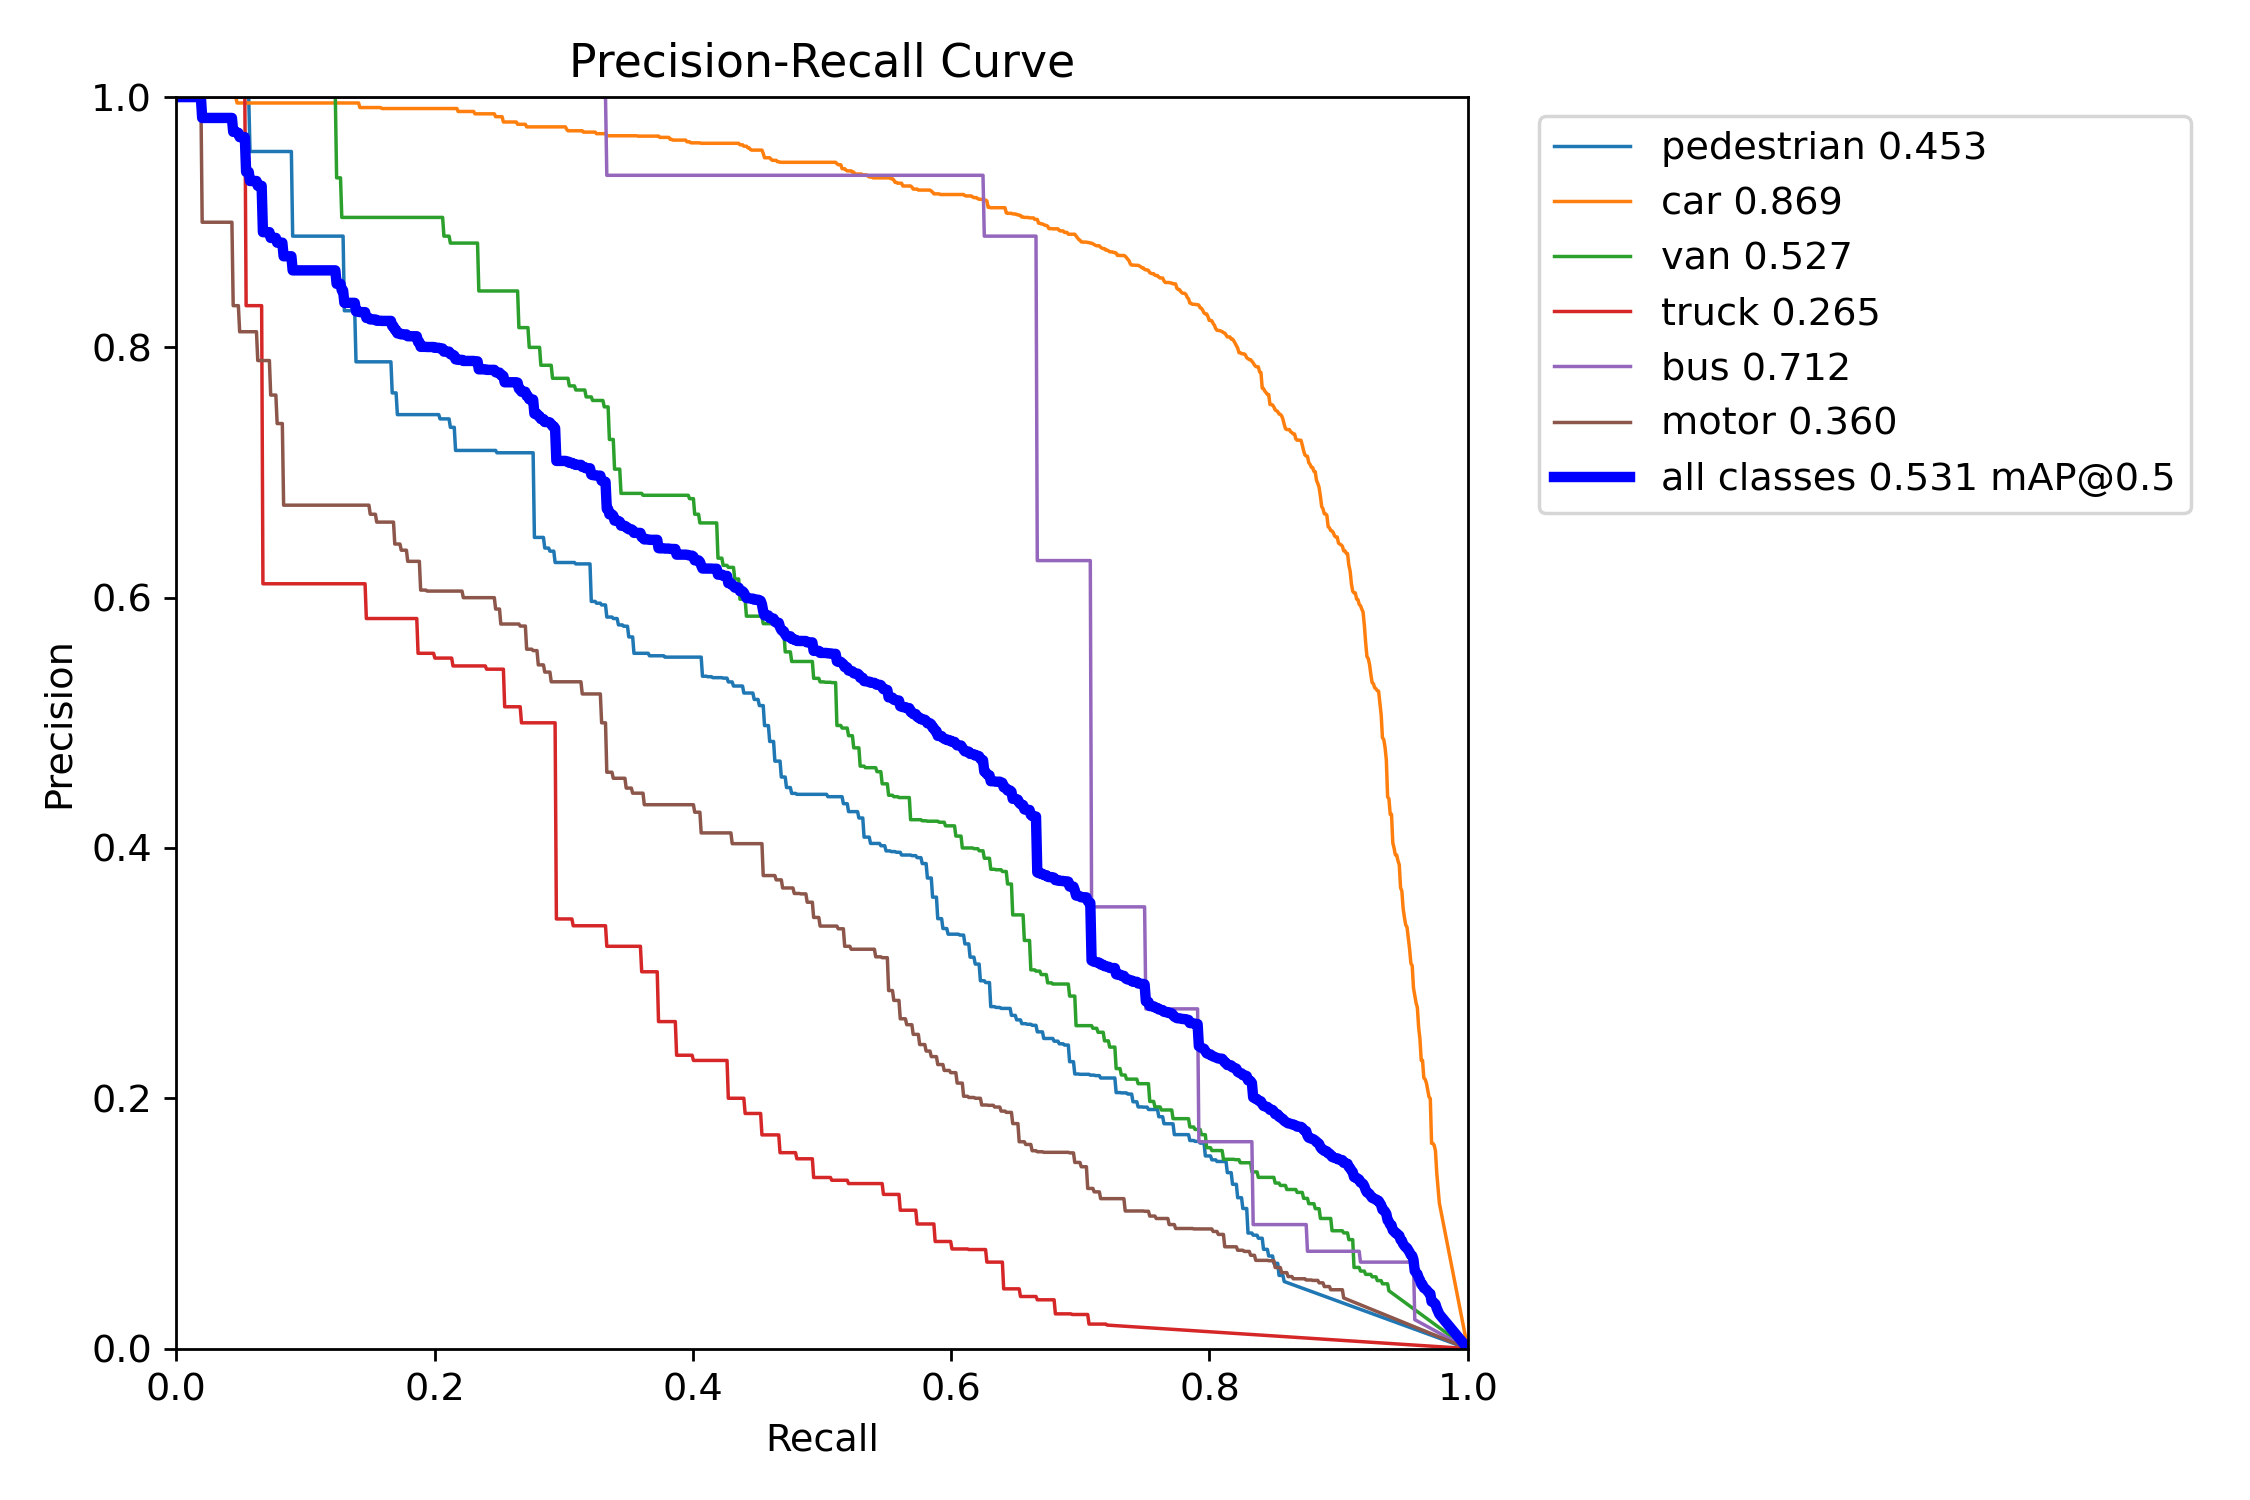 Precision-Recall Curve
1.0
0.8
0.6
0.4
0.2
0.0
Precision
0.0 0.2 0.4 0.6 0.8 1.0
Recall
pedestrian 0.453
car 0.869
van 0.527
truck 0.265
bus 0.712
motor 0.360
all classes 0.531 mAP@0.5